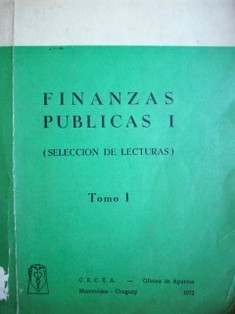 FINANZAS
PUBLICAS I
(SELECCION DE LECTURAS)
Tomo I
C.E.C.E.A. — Oficina de Apuntes
Montevideo - Uruguay 1972